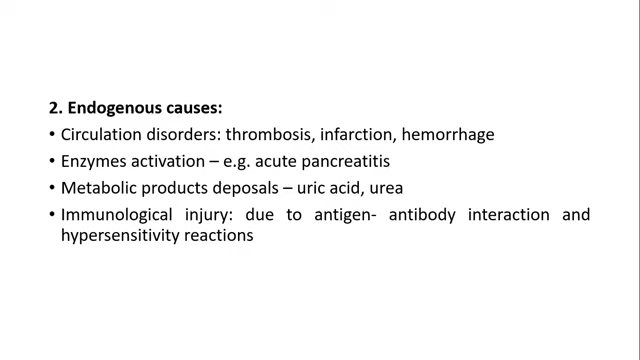 2. Endogenous causes:
• Circulation disorders: thrombosis, infarction, hemorrhage
• Enzymes activation – e.g. acute pancreatitis
• Metabolic products deposals – uric acid, urea
• Immunological injury: due to antigen- antibody interaction and
hypersensitivity reactions